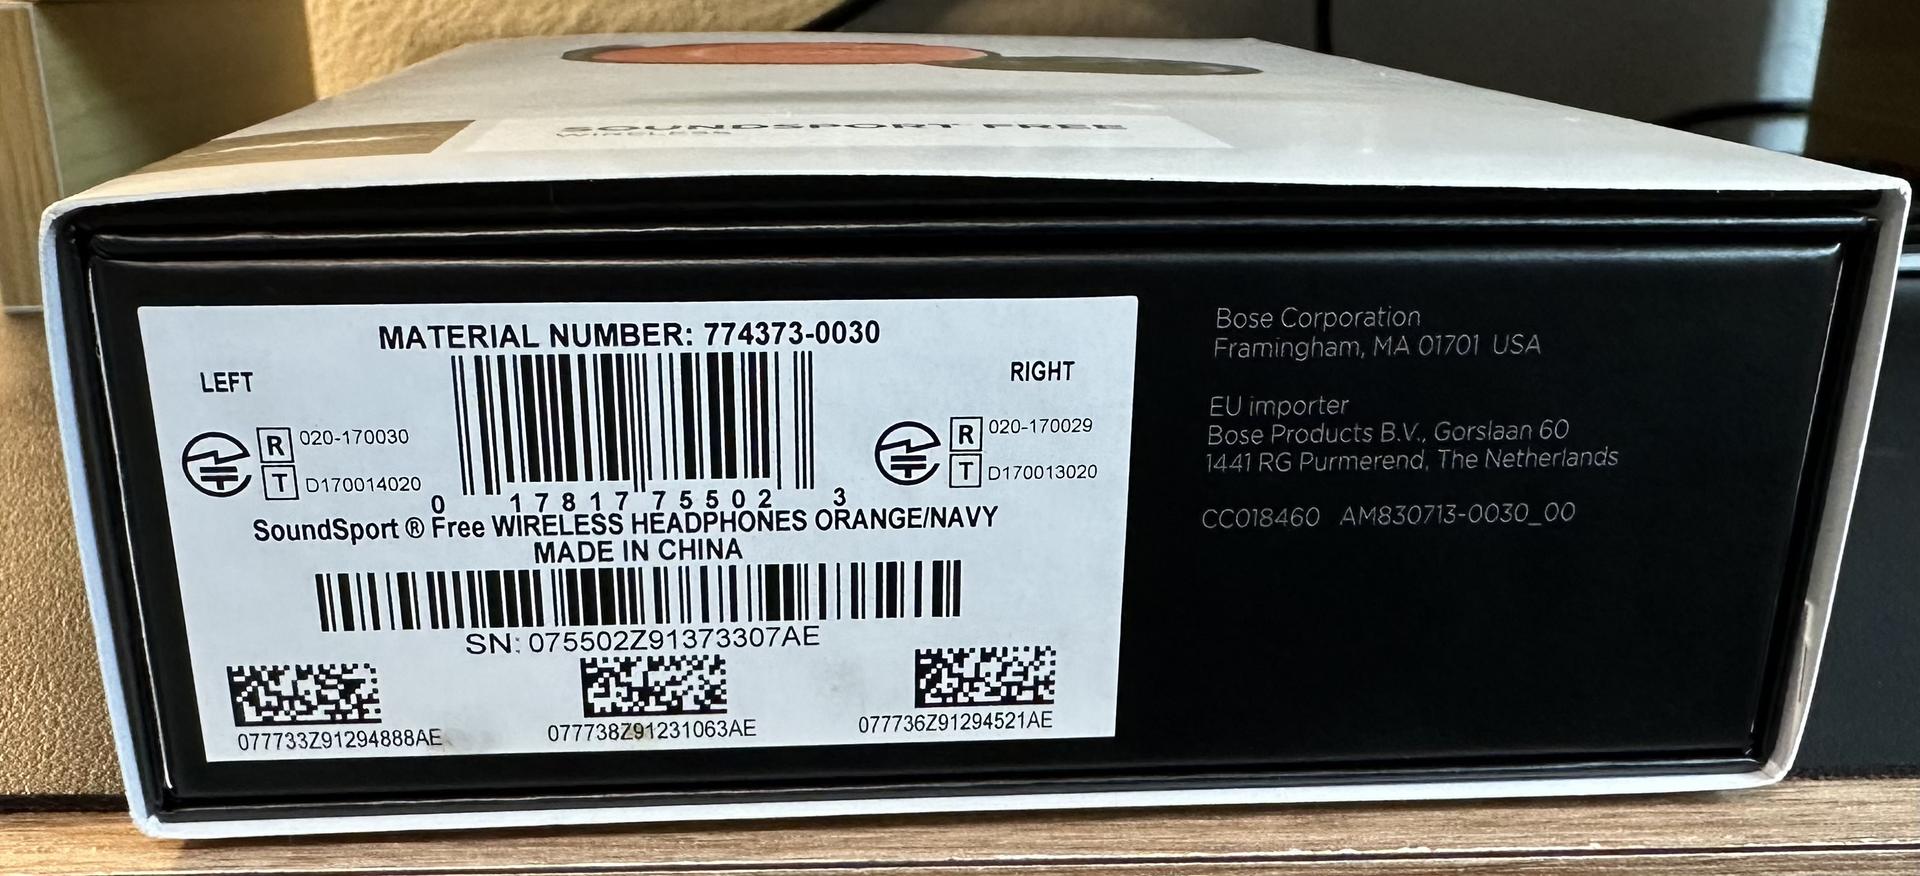 SOUNDSPORT FREE
WIRELESS
MATERIAL NUMBER: 774373-0030
LEFT
RIGHT
R 020-170030
T D170014020
R 020-170029
T D170013020
0 17817 75502 3
SoundSport ® Free WIRELESS HEADPHONES ORANGE/NAVY
MADE IN CHINA
SN: 075502Z91373307AE
077733Z91294888AE
077738Z91231063AE
077736Z91294521AE
Bose Corporation
Framingham, MA 01701 USA
EU importer
Bose Products B.V., Gorslaan 60
1441 RG Purmerend, The Netherlands
CC018460 AM830713-0030_00